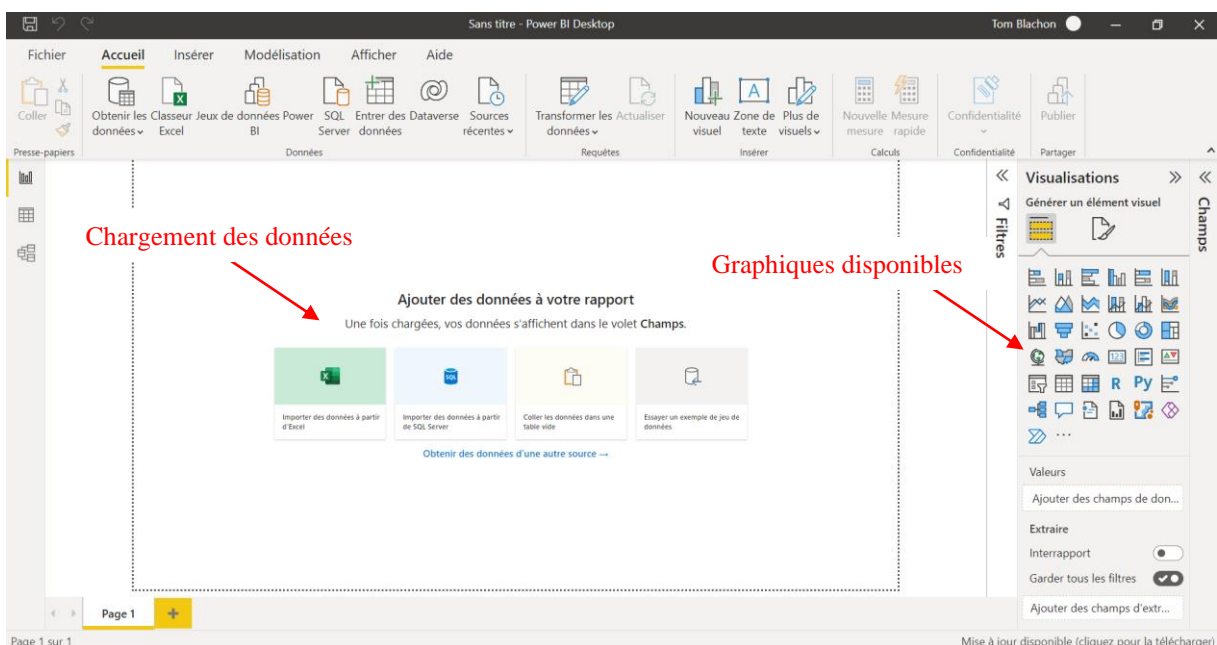 Sans titre - Power BI Desktop
Tom Blachon
Fichier Accueil Insérer Modélisation Afficher Aide
Coller
Obtenir les données
Classeur Excel
Jeux de données Power BI
SQL Server
Entrer des données
Dataverse
Sources récentes
Transformer les données
Actualiser
Nouveau visuel
Zone de texte
Plus de visuels
Nouvelle mesure
Mesure rapide
Confidentialité
Publier
Presse-papiers
Données
Requêtes
Insérer
Calculs
Confidentialité
Partager
Chargement des données
Graphiques disponibles
Ajouter des données à votre rapport
Une fois chargées, vos données s'affichent dans le volet Champs.
SQL
Importer des données à partir
d'Excel
Importer des données à partir
de SQL Server
Coller les données dans une
table vide
Essayer un exemple de jeu de
données
Obtenir des données d'une autre source →
Filtres
Visualisations
Générer un élément visuel
123
R Py
Valeurs
Ajouter des champs de don...
Extraire
Interrapport
Garder tous les filtres
Ajouter des champs d'extr...
Champs
Page 1
Page 1 sur 1
Mise à jour disponible (cliquez pour la télécharger)